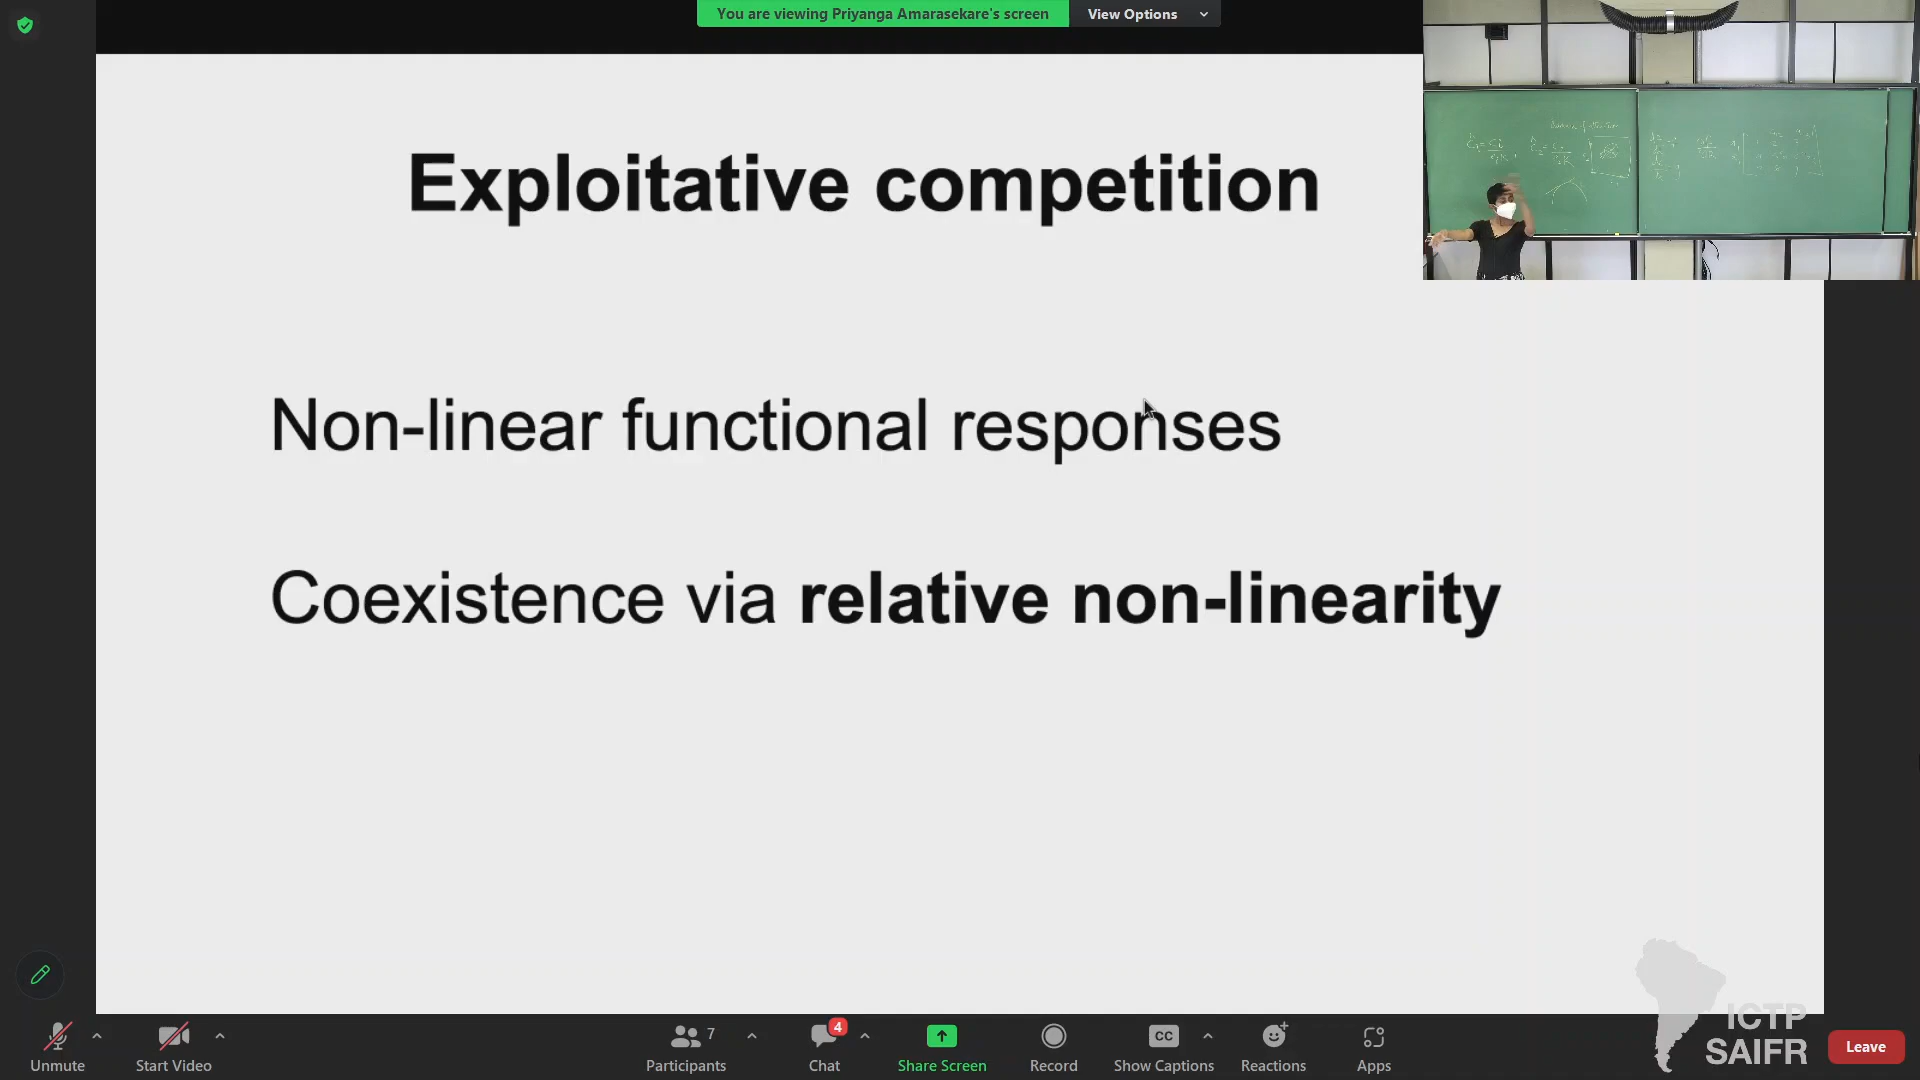 You are viewing Priyanga Amarasekare's screen
View Options
Exploitative competition
Non-linear functional responses
Coexistence via relative non-linearity
ICTP
SAIFR
Unmute
Start Video
7
Participants
4
Chat
Share Screen
Record
CC
Show Captions
Reactions
Apps
Leave